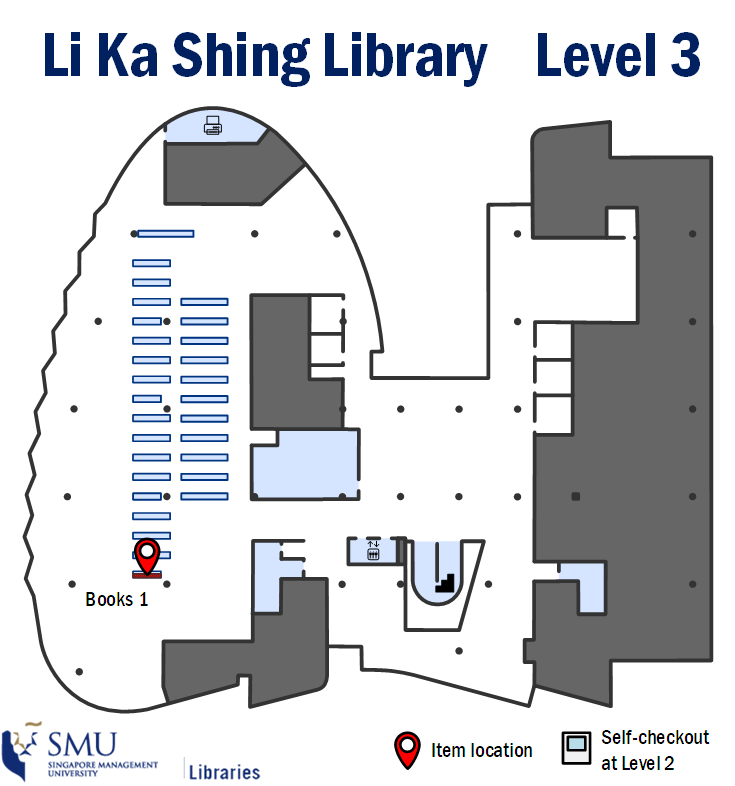 Li Ka Shing Library Level 3
Books 1
SMU
SINGAPORE MANAGEMENT
UNIVERSITY
Libraries
Item location
Self-checkout
at Level 2